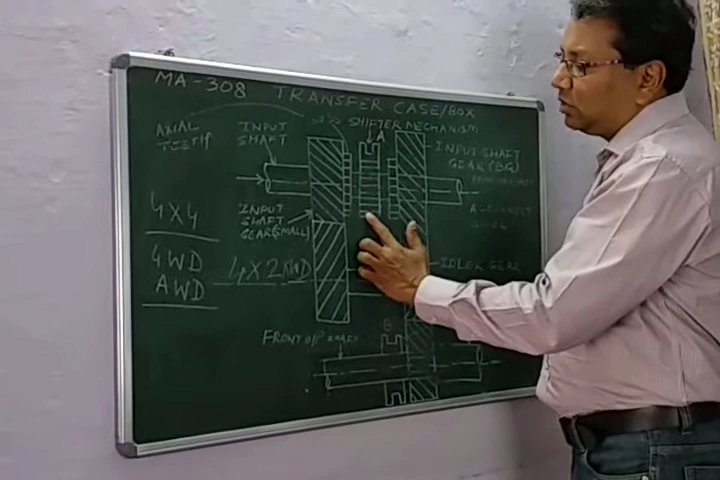 MA-308
TRANSFER CASE/BOX
SHIFTER MECHANISM
AXIAL
INPUT
SHAFT
A
INPUT SHAFT
GEAR (BIG)
4X4
INPUT
SHAFT
GEAR(SMALL)
4WD
AWD
4X2
IDLER GEAR
B
FRONT O/P SHAFT